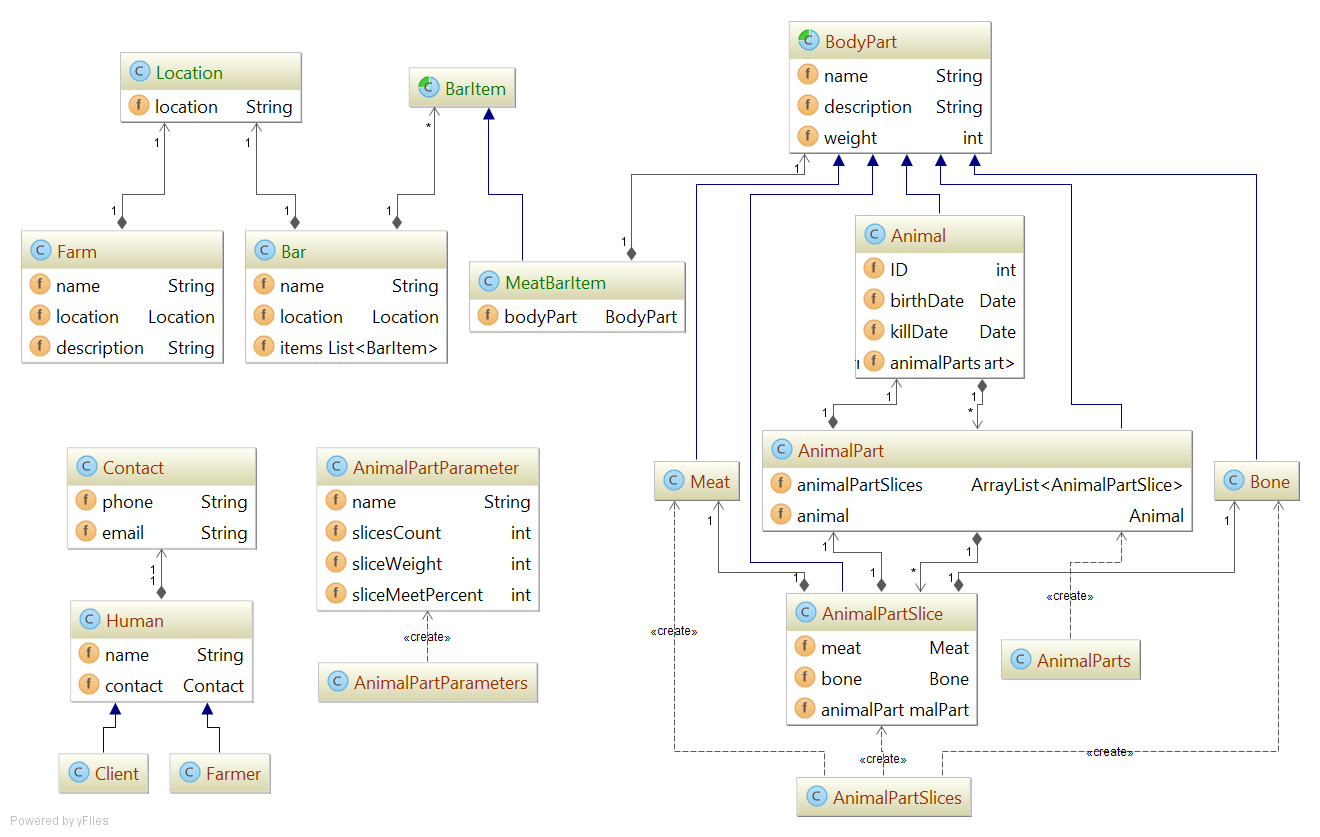 BodyPart
name String
description String
weight int
Location
location String
BarItem
1
1
*
1
1
1
1
1
Farm
name String
location Location
description String
Bar
name String
location Location
items List<BarItem>
MeatBarItem
bodyPart BodyPart
Animal
ID int
birthDate Date
killDate Date
animalParts art>
1
1
1
*
Contact
phone String
email String
AnimalPartParameter
name String
slicesCount int
sliceWeight int
sliceMeetPercent int
Meat
AnimalPart
animalPartSlices ArrayList<AnimalPartSlice>
animal Animal
Bone
1
1
1
1
1
1
1
*
1
1
Human
name String
contact Contact
«create»
AnimalPartParameters
«create»
AnimalPartSlice
meat Meat
bone Bone
animalPart malPart
«create»
AnimalParts
Client
Farmer
«create»
«create»
AnimalPartSlices
Powered by yFiles